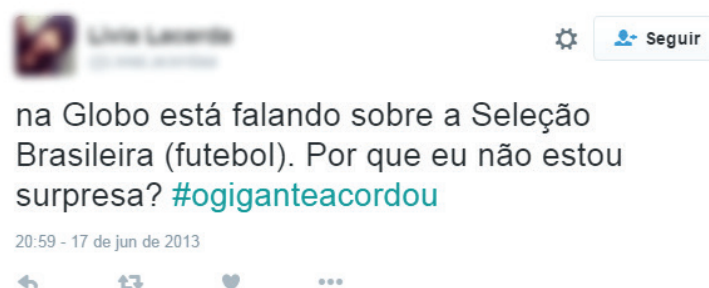 Seguir
na Globo está falando sobre a Seleção
Brasileira (futebol). Por que eu não estou
surpresa? #ogiganteacordou
20:59 - 17 de jun de 2013